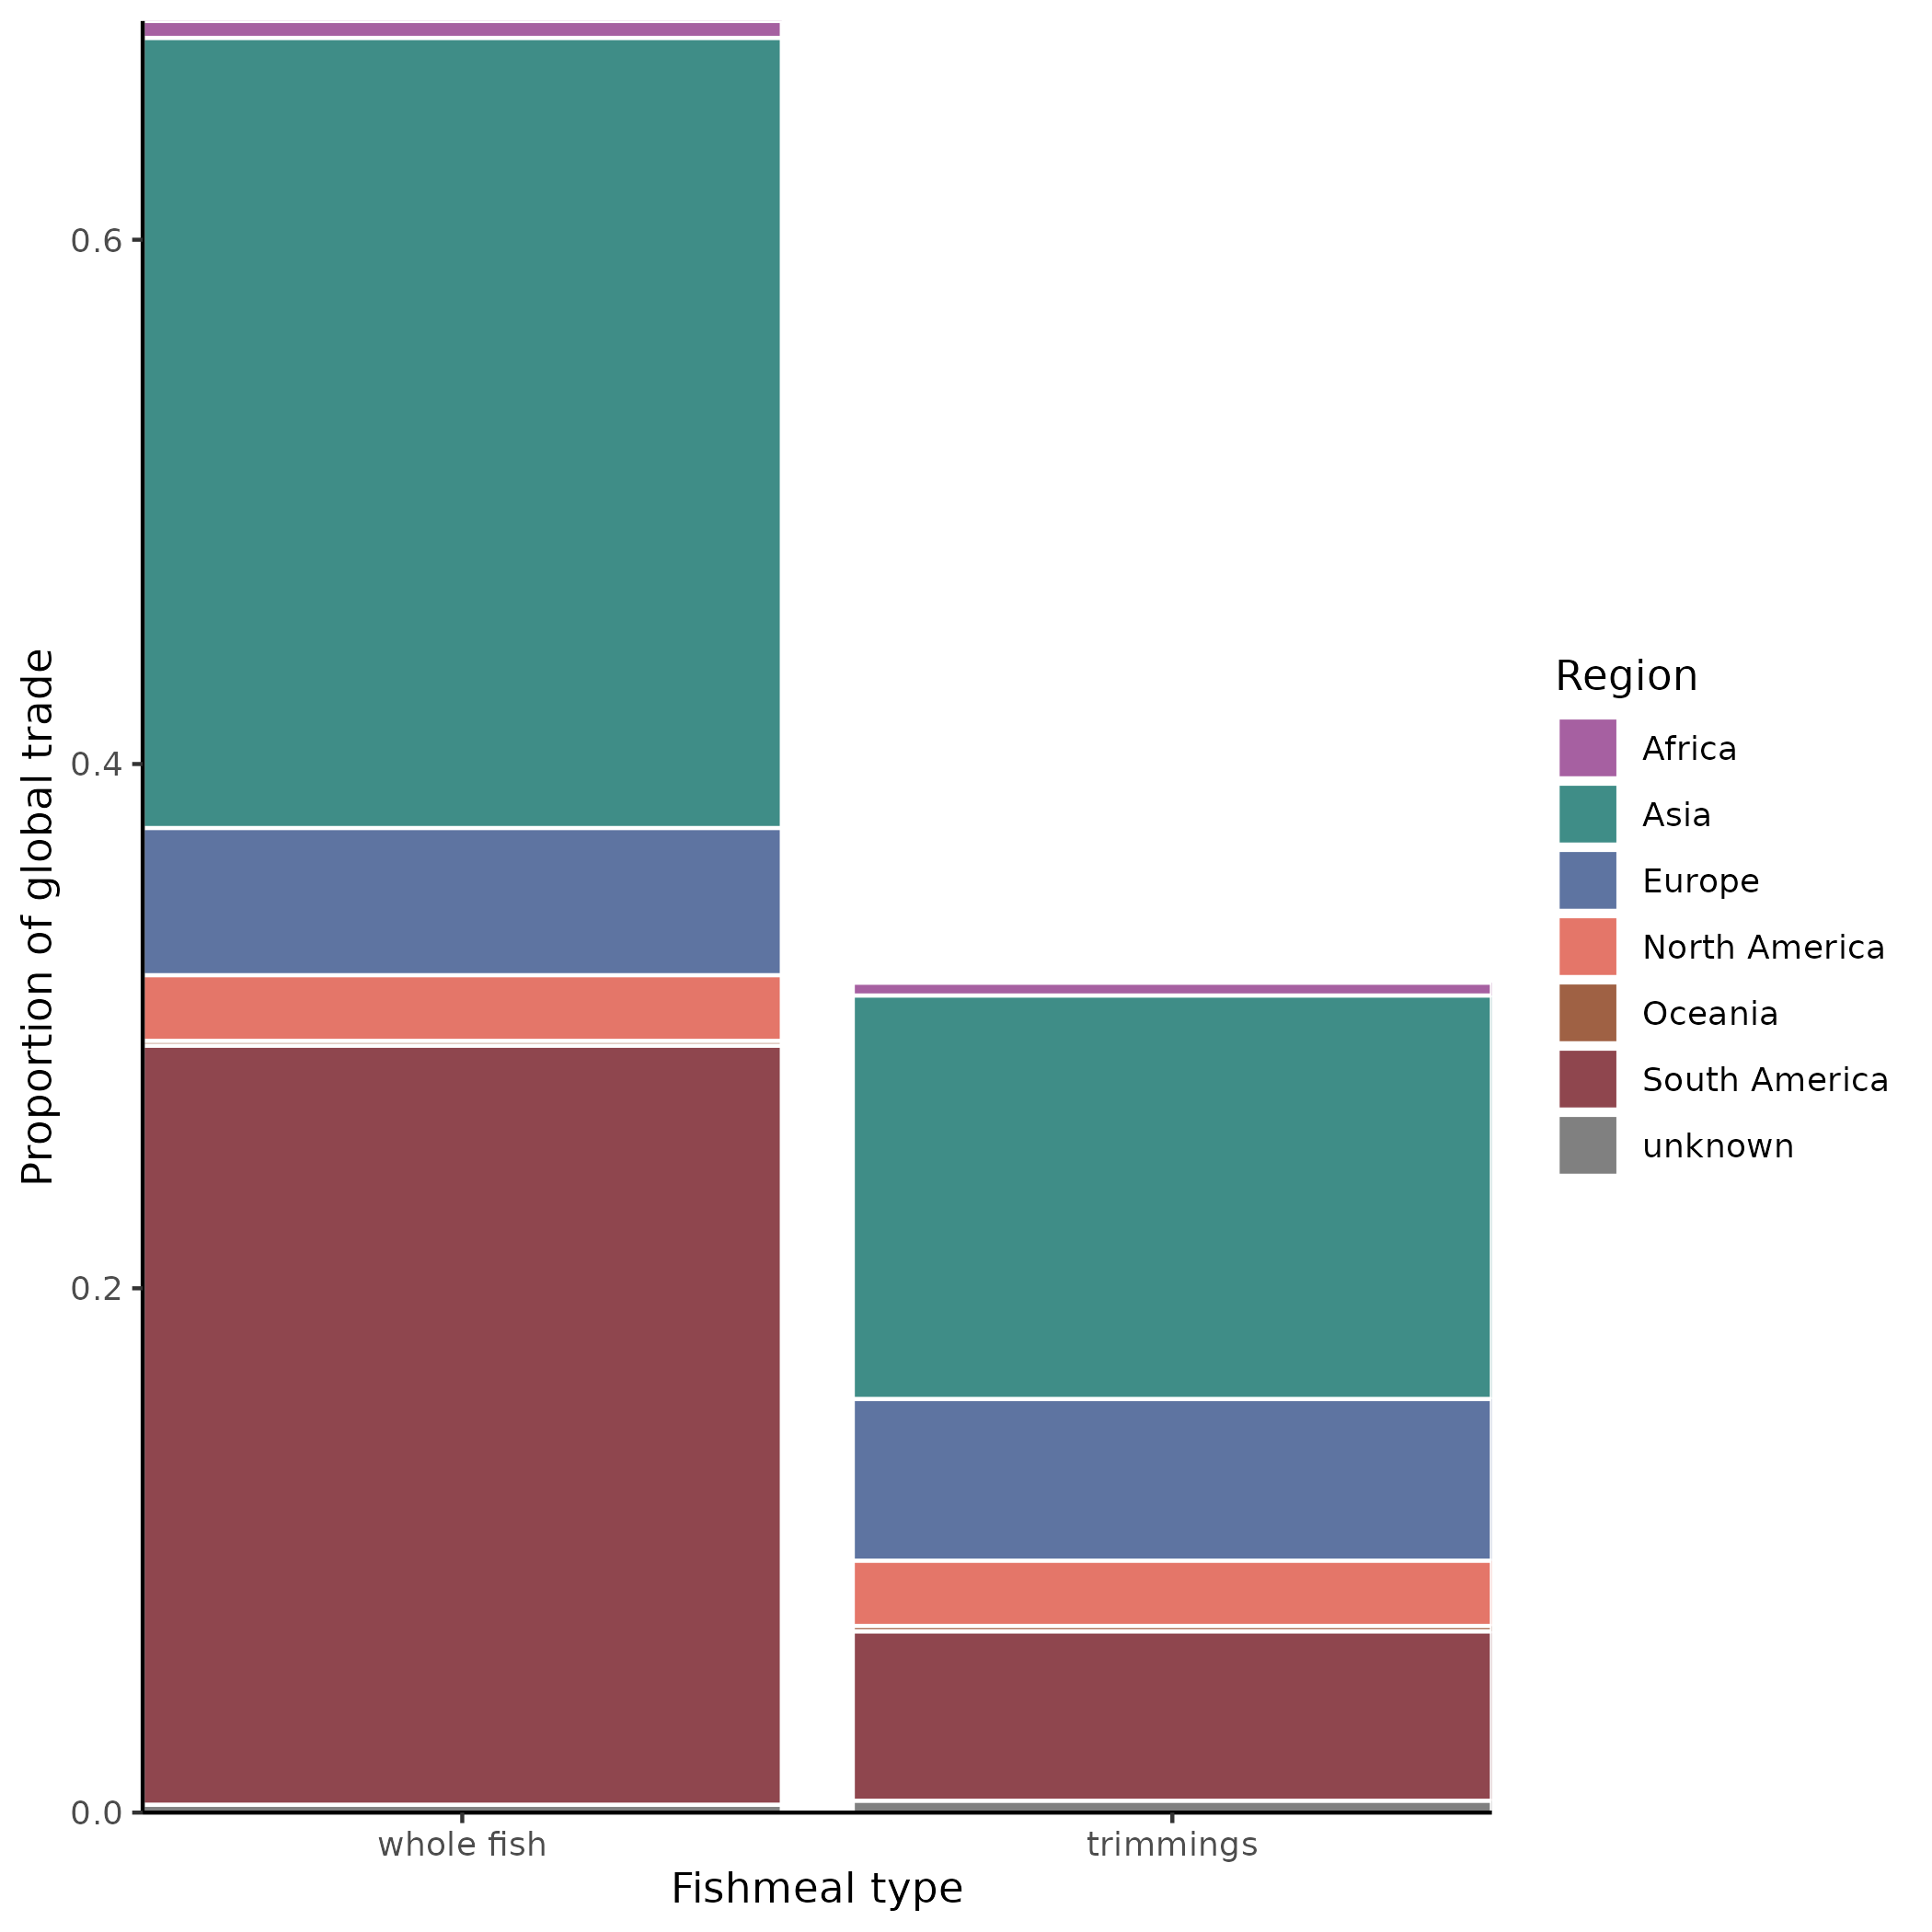 Proportion of global trade
0.6
0.4
0.2
0.0
whole fish
trimmings
Fishmeal type
Region
Africa
Asia
Europe
North America
Oceania
South America
unknown